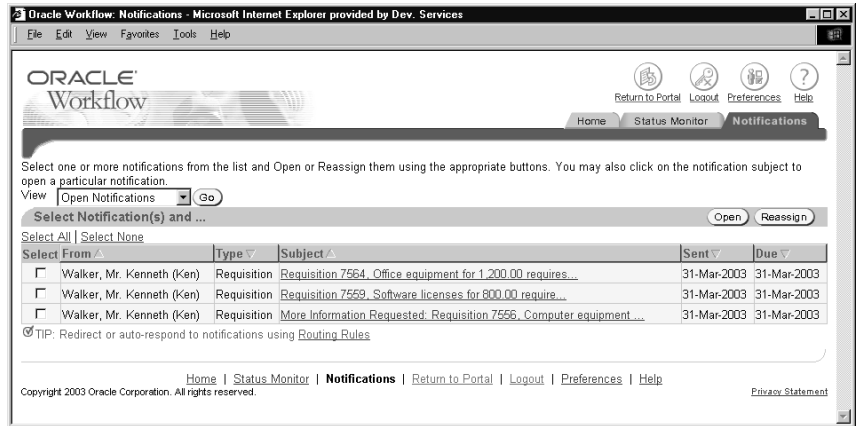 Oracle Workflow: Notifications - Microsoft Internet Explorer provided by Dev. Services
File Edit View Favorites Tools Help
ORACLE
Workflow
Return to Portal Logout Preferences Help
Home Status Monitor Notifications
Select one or more notifications from the list and Open or Reassign them using the appropriate buttons. You may also click on the notification subject to
open a particular notification.
View Open Notifications Go
Select Notification(s) and ... Open Reassign
Select All | Select None
Select From Type Subject Sent Due
Walker, Mr. Kenneth (Ken) Requisition Requisition 7564, Office equipment for 1,200.00 requires... 31-Mar-2003 31-Mar-2003
Walker, Mr. Kenneth (Ken) Requisition Requisition 7559, Software licenses for 800.00 require... 31-Mar-2003 31-Mar-2003
Walker, Mr. Kenneth (Ken) Requisition More Information Requested: Requisition 7556, Computer equipment ... 31-Mar-2003 31-Mar-2003
TIP: Redirect or auto-respond to notifications using Routing Rules
Home | Status Monitor | Notifications | Return to Portal | Logout | Preferences | Help
Copyright 2003 Oracle Corporation. All rights reserved. Privacy Statement